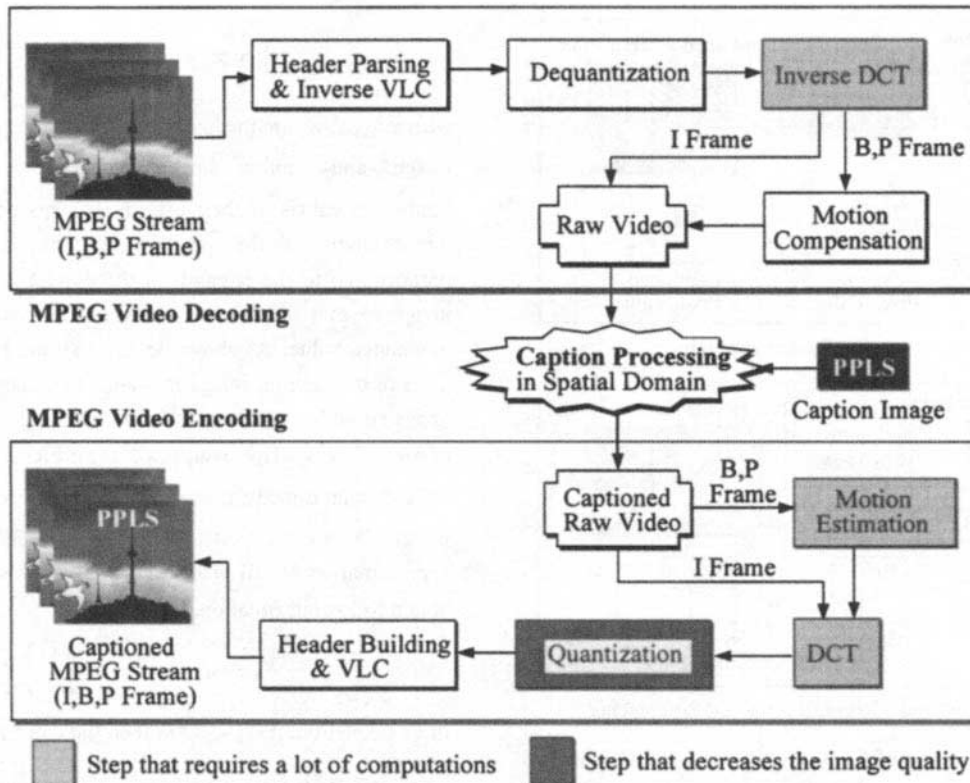 Header Parsing
& Inverse VLC
Dequantization
Inverse DCT
I Frame
B,P Frame
MPEG Stream
(I,B,P Frame)
Raw Video
Motion
Compensation
MPEG Video Decoding
Caption Processing
in Spatial Domain
PPLS
Caption Image
MPEG Video Encoding
PPLS
Captioned
Raw Video
B,P
Frame
Motion
Estimation
I Frame
Captioned
MPEG Stream
(I,B,P Frame)
Header Building
& VLC
Quantization
DCT
Step that requires a lot of computations
Step that decreases the image quality